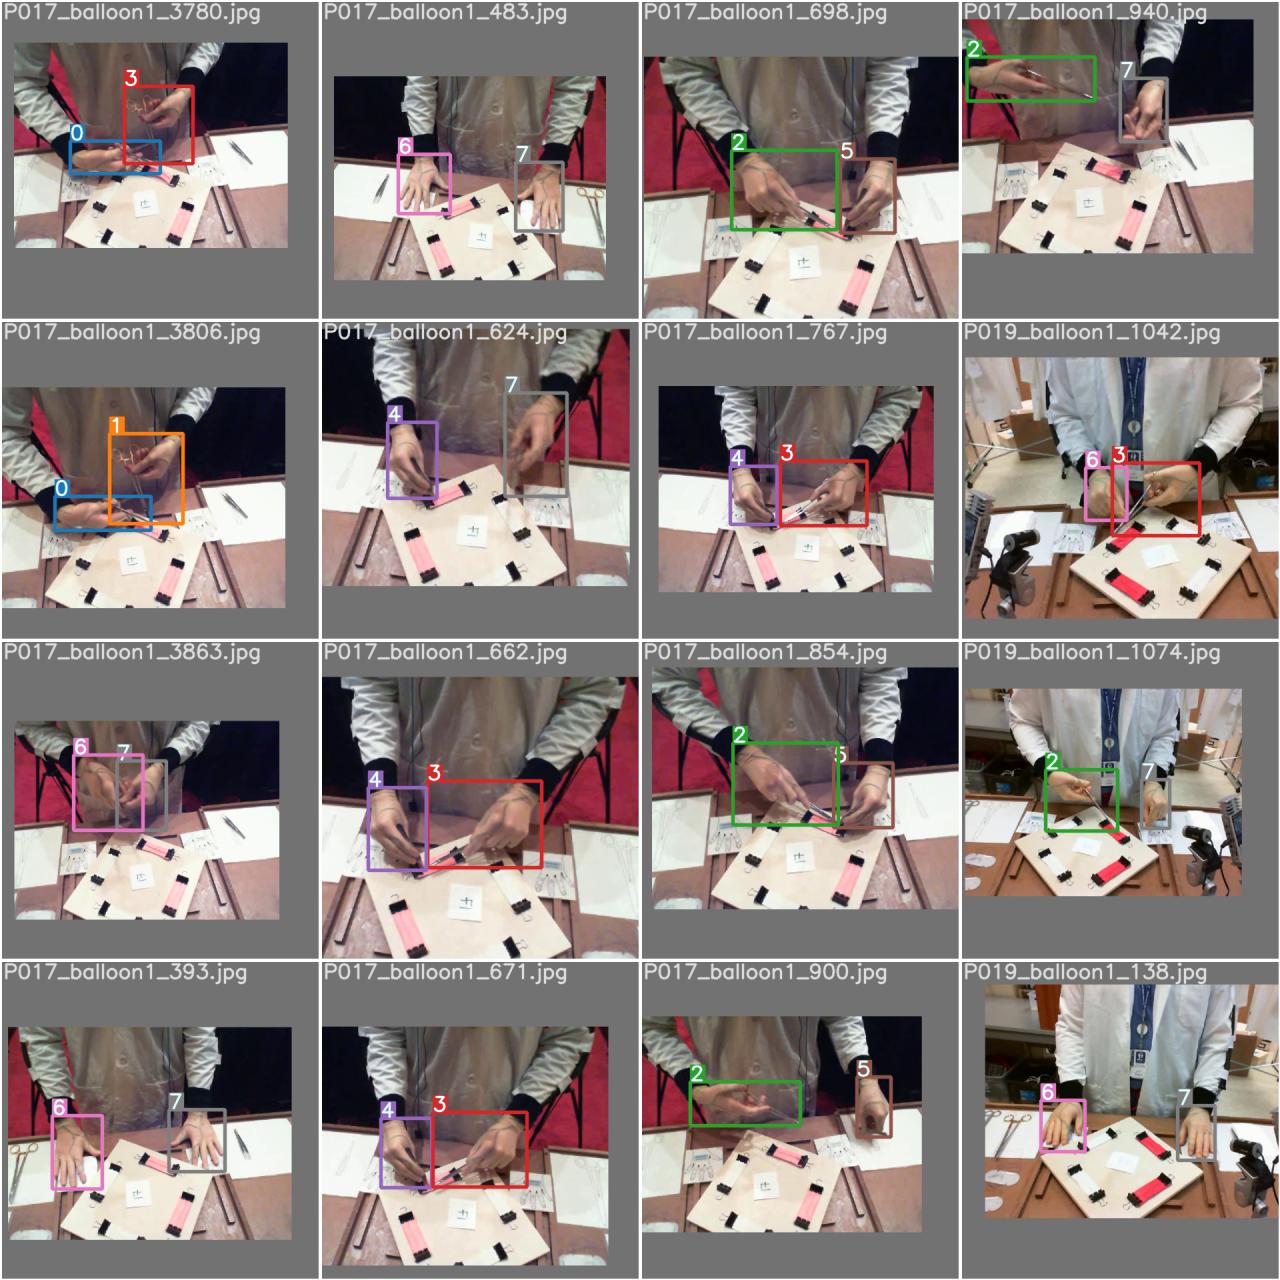 P017_balloon1_3780.jpg
3
0
P017_balloon1_483.jpg
6
7
P017_balloon1_698.jpg
2
5
P017_balloon1_940.jpg
2
7
P017_balloon1_3806.jpg
1
0
P017_balloon1_624.jpg
7
4
P017_balloon1_767.jpg
4
3
P019_balloon1_1042.jpg
6
3
P017_balloon1_3863.jpg
6
7
P017_balloon1_662.jpg
4
3
P017_balloon1_854.jpg
2
5
P019_balloon1_1074.jpg
2
7
P017_balloon1_393.jpg
6
7
P017_balloon1_671.jpg
4
3
P017_balloon1_900.jpg
2
5
P019_balloon1_138.jpg
6
7